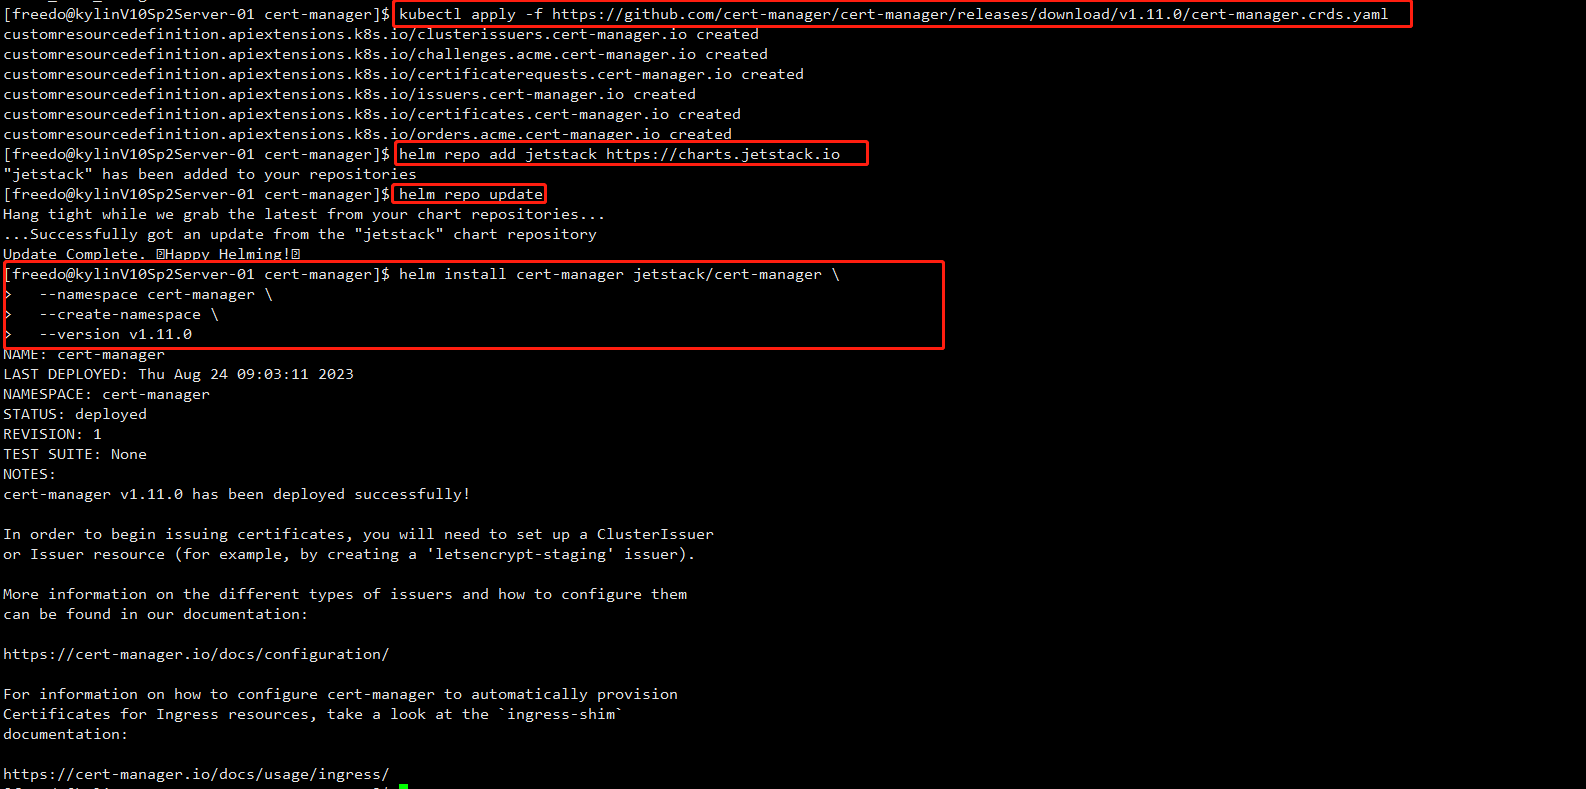 [freedo@kylinV10Sp2Server-01 cert-manager]$ kubectl apply -f https://github.com/cert-manager/cert-manager/releases/download/v1.11.0/cert-manager.crds.yaml
customresourcedefinition.apiextensions.k8s.io/clusterissuers.cert-manager.io created
customresourcedefinition.apiextensions.k8s.io/challenges.acme.cert-manager.io created
customresourcedefinition.apiextensions.k8s.io/certificaterequests.cert-manager.io created
customresourcedefinition.apiextensions.k8s.io/issuers.cert-manager.io created
customresourcedefinition.apiextensions.k8s.io/certificates.cert-manager.io created
customresourcedefinition.apiextensions.k8s.io/orders.acme.cert-manager.io created
[freedo@kylinV10Sp2Server-01 cert-manager]$ helm repo add jetstack https://charts.jetstack.io
"jetstack" has been added to your repositories
[freedo@kylinV10Sp2Server-01 cert-manager]$ helm repo update
Hang tight while we grab the latest from your chart repositories...
...Successfully got an update from the "jetstack" chart repository
Update Complete. Happy Helming!
[freedo@kylinV10Sp2Server-01 cert-manager]$ helm install cert-manager jetstack/cert-manager \
>   --namespace cert-manager \
>   --create-namespace \
>   --version v1.11.0
NAME: cert-manager
LAST DEPLOYED: Thu Aug 24 09:03:11 2023
NAMESPACE: cert-manager
STATUS: deployed
REVISION: 1
TEST SUITE: None
NOTES:
cert-manager v1.11.0 has been deployed successfully!
In order to begin issuing certificates, you will need to set up a ClusterIssuer
or Issuer resource (for example, by creating a 'letsencrypt-staging' issuer).
More information on the different types of issuers and how to configure them
can be found in our documentation:
https://cert-manager.io/docs/configuration/
For information on how to configure cert-manager to automatically provision
Certificates for Ingress resources, take a look at the `ingress-shim`
documentation:
https://cert-manager.io/docs/usage/ingress/